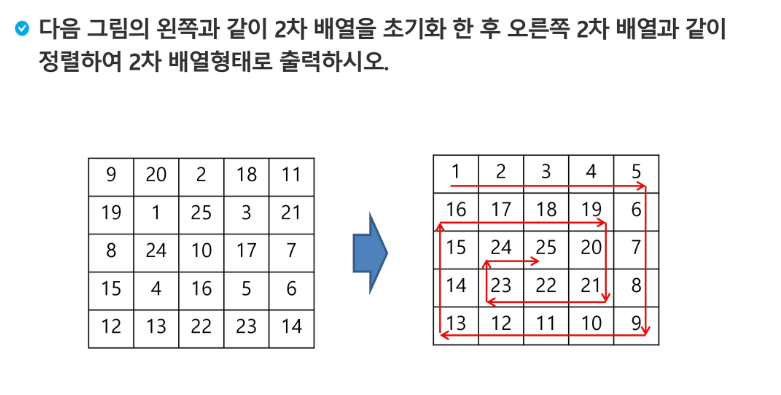 다음 그림의 왼쪽과 같이 2차 배열을 초기화 한 후 오른쪽 2차 배열과 같이
정렬하여 2차 배열형태로 출력하시오.
9 20 2 18 11
19 1 25 3 21
8 24 10 17 7
15 4 16 5 6
12 13 22 23 14
1 2 3 4 5
16 17 18 19 6
15 24 25 20 7
14 23 22 21 8
13 12 11 10 9